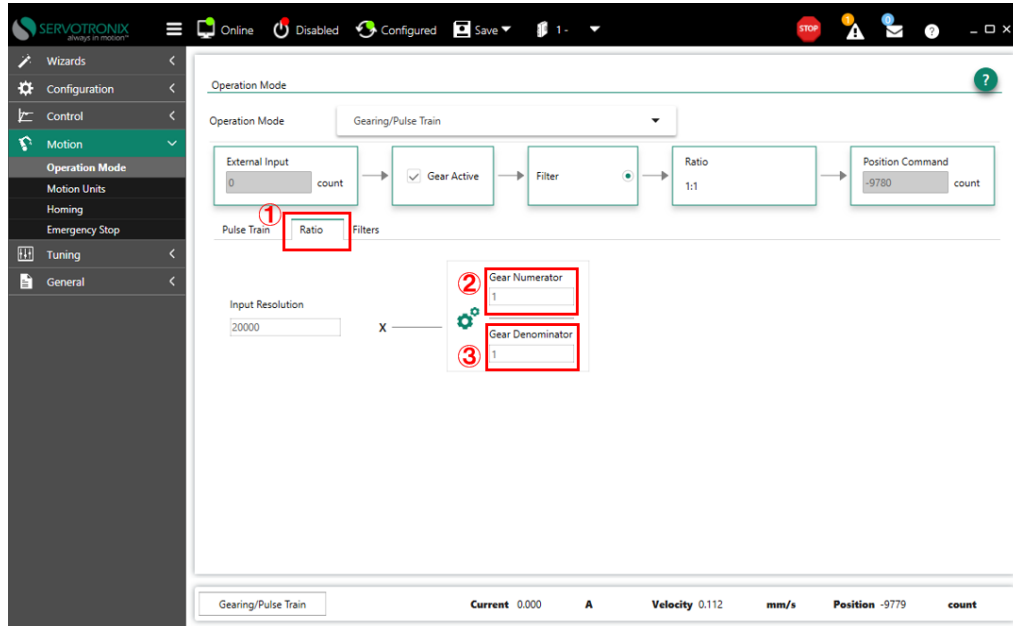 SERVOTRONIX
always in motion™
Online
Disabled
Configured
Save
1 -
STOP
1
0
?
Wizards
Configuration
Control
Motion
Operation Mode
Motion Units
Homing
Emergency Stop
Tuning
General
Operation Mode
?
Operation Mode Gearing/Pulse Train
External Input
0 count
Gear Active
Filter
Ratio
1:1
Position Command
-9780 count
①
Pulse Train Ratio Filters
②
Gear Numerator
1
Input Resolution
20000
X
Gear Denominator
③
1
Gearing/Pulse Train Current 0.000 A Velocity 0.112 mm/s Position -9779 count